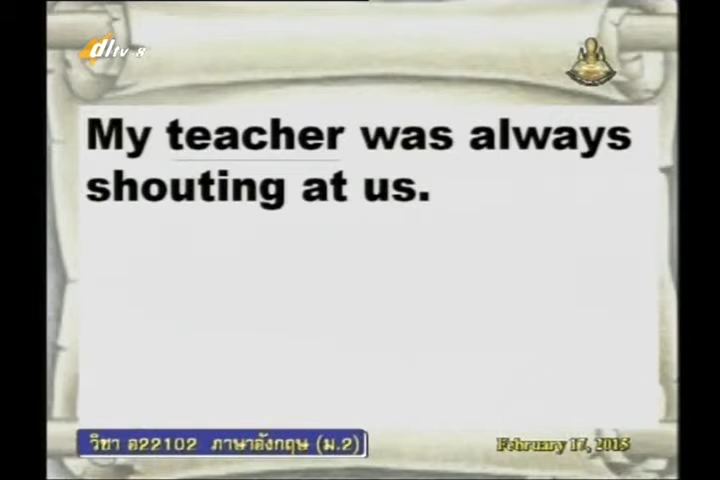 dltv 8
My teacher was always
shouting at us.
วิชา อ22102 ภาษาอังกฤษ (ม.2)
February 17, 2015